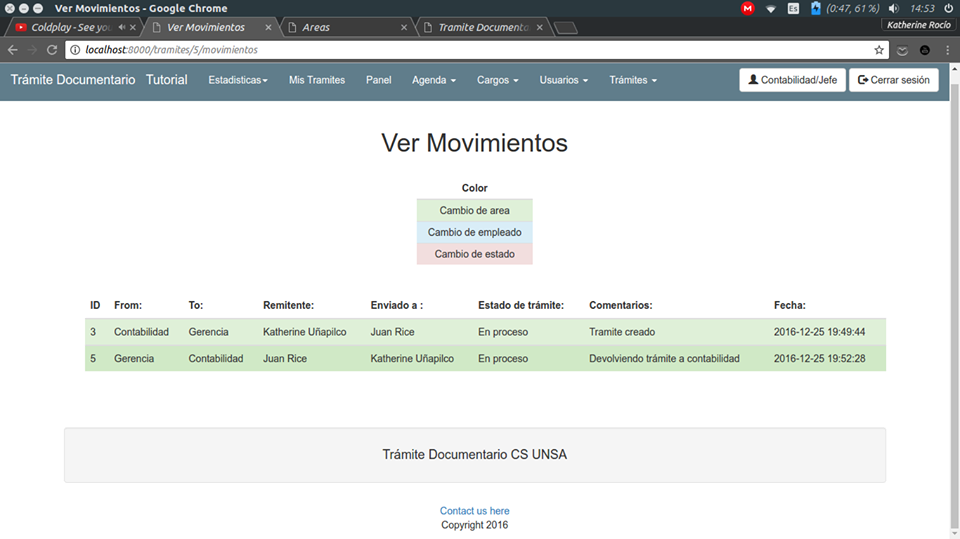 Ver Movimientos - Google Chrome
M Es (0:47, 61%) 14:53
Coldplay - See you Ver Movimientos Areas Tramite Documenta Katherine Rocío
localhost:8000/tramites/5/movimientos
Trámite Documentario Tutorial Estadisticas Mis Tramites Panel Agenda Cargos Usuarios Trámites Contabilidad/Jefe Cerrar sesión
Ver Movimientos
Color
Cambio de area
Cambio de empleado
Cambio de estado
ID From: To: Remitente: Enviado a : Estado de trámite: Comentarios: Fecha:
3 Contabilidad Gerencia Katherine Uñapilco Juan Rice En proceso Tramite creado 2016-12-25 19:49:44
5 Gerencia Contabilidad Juan Rice Katherine Uñapilco En proceso Devolviendo trámite a contabilidad 2016-12-25 19:52:28
Trámite Documentario CS UNSA
Contact us here
Copyright 2016